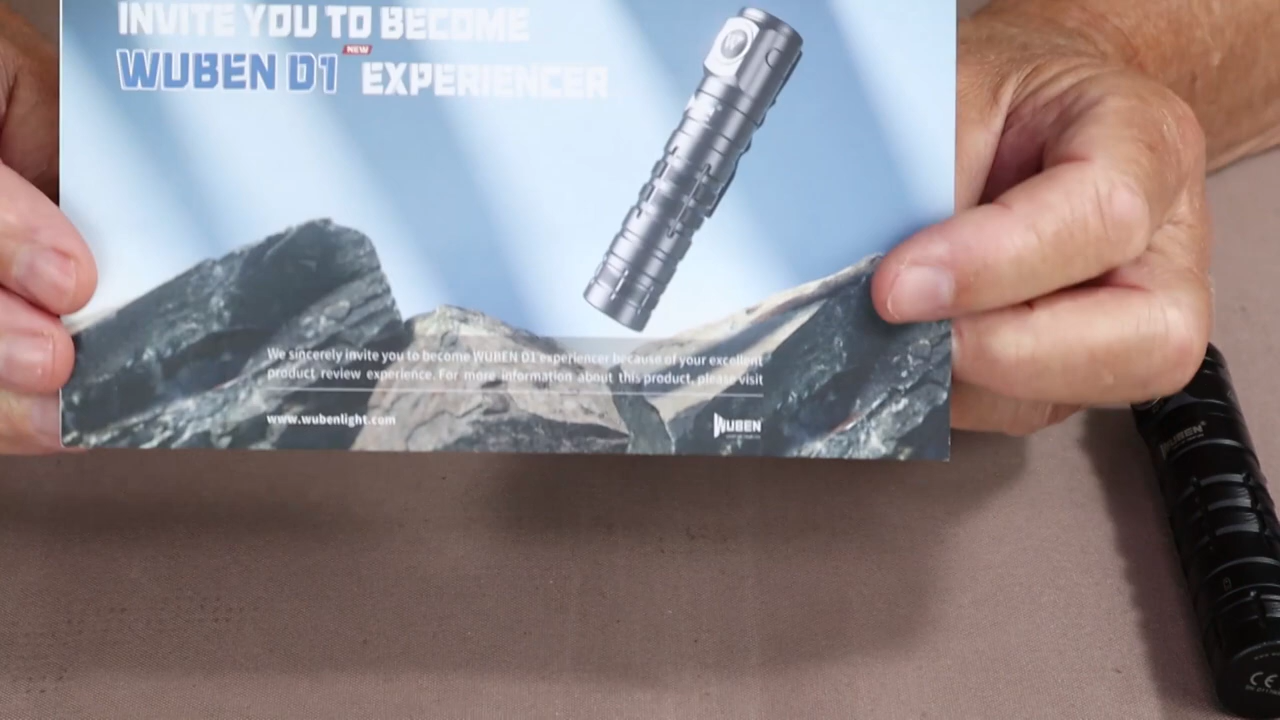 INVITE YOU TO BECOME
WUBEN D1 NEW EXPERIENCER
We sincerely invite you to become WUBEN D1 experiencer because of your excellent
product review experience. For more information about this product, please visit
www.wubenlight.com
WUBEN
WUBEN
CE